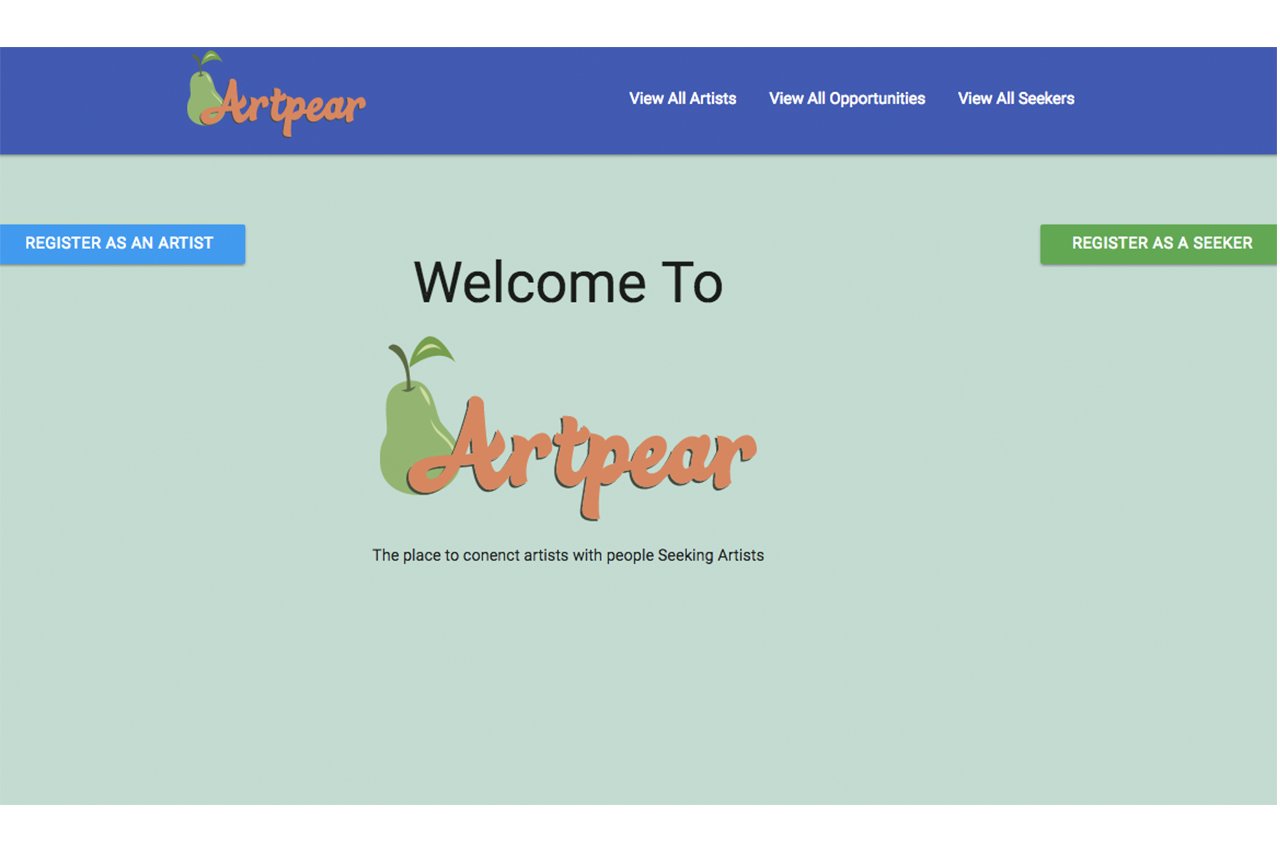 Artpear
View All Artists View All Opportunities View All Seekers
REGISTER AS AN ARTIST
REGISTER AS A SEEKER
Welcome To
Artpear
The place to conenct artists with people Seeking Artists